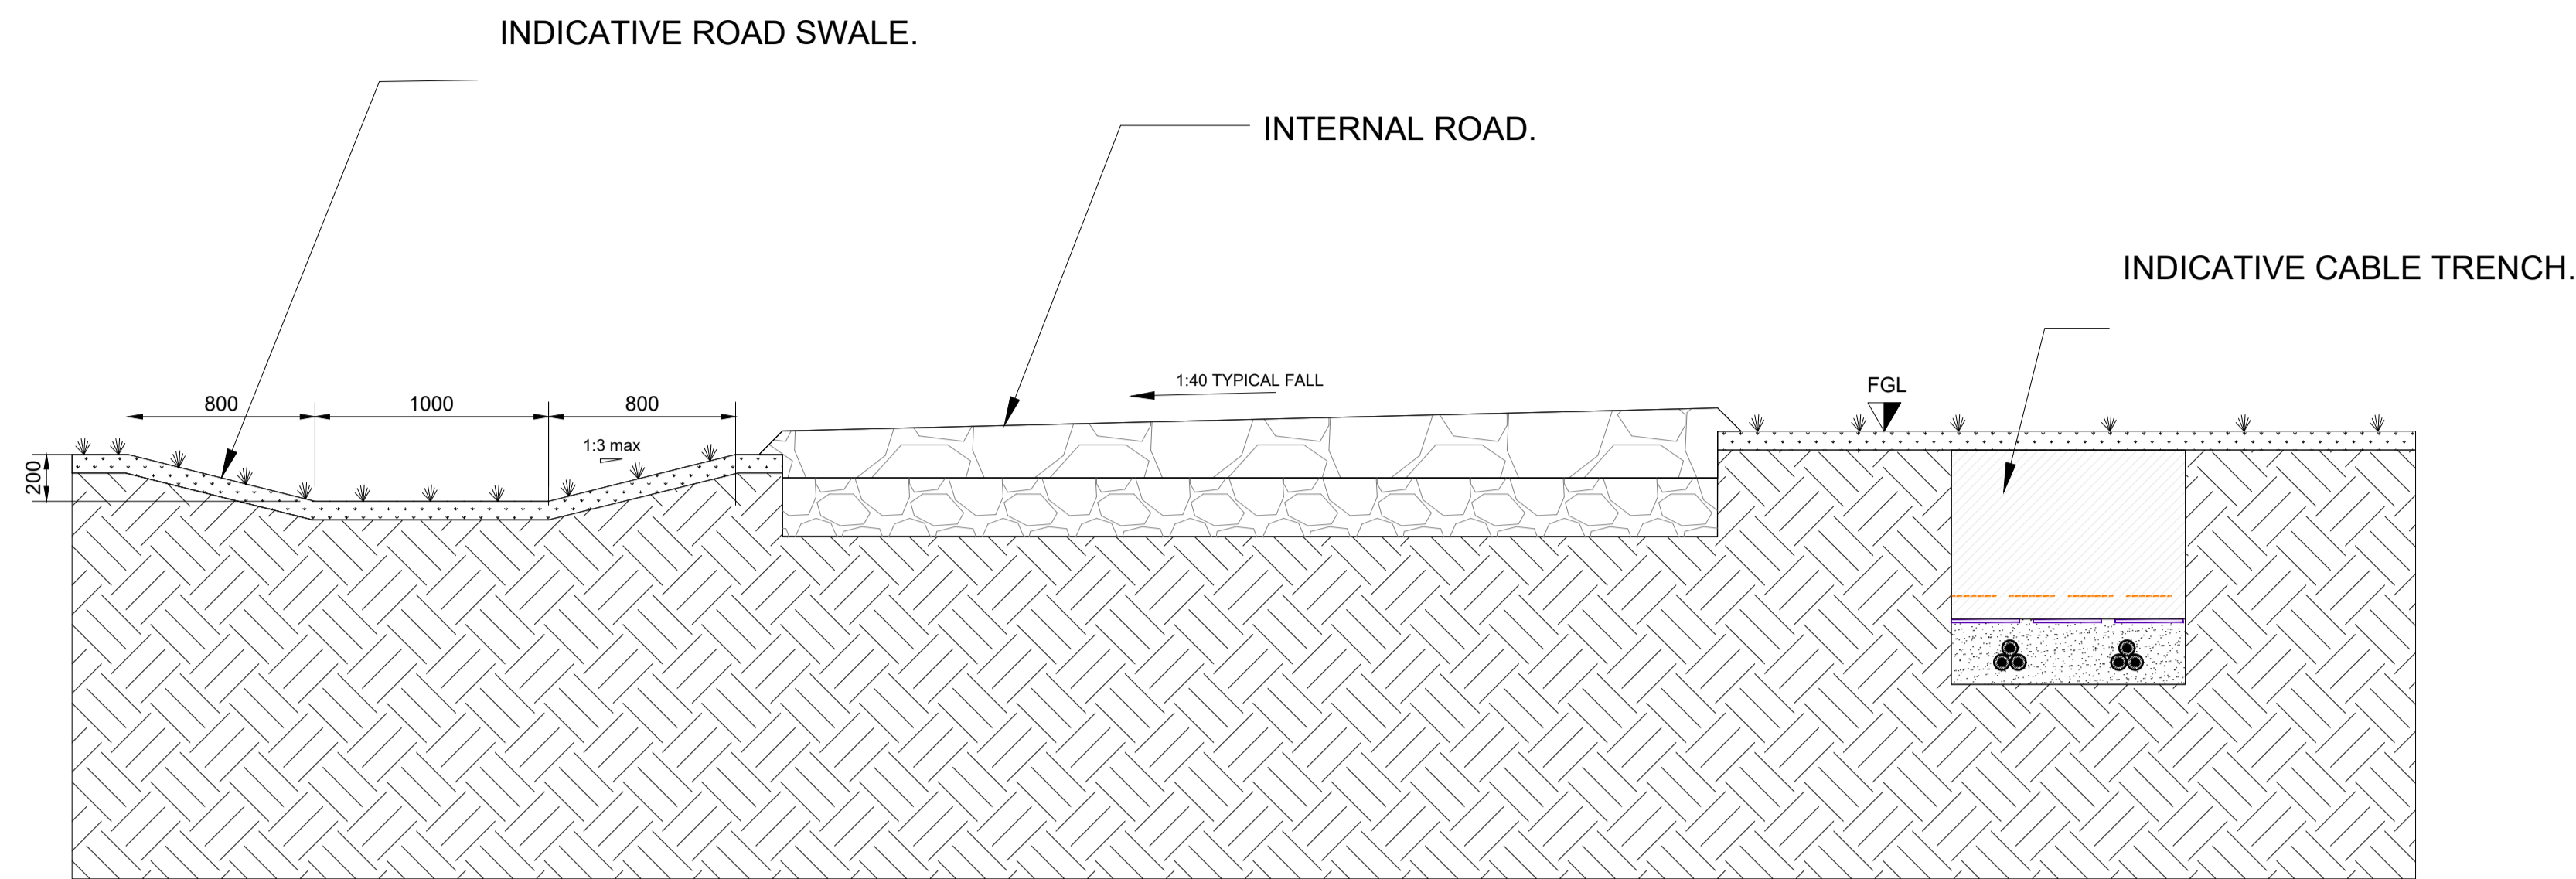 INDICATIVE ROAD SWALE.
INTERNAL ROAD.
INDICATIVE CABLE TRENCH.
1:40 TYPICAL FALL
FGL
800
1000
800
1:3 max
200